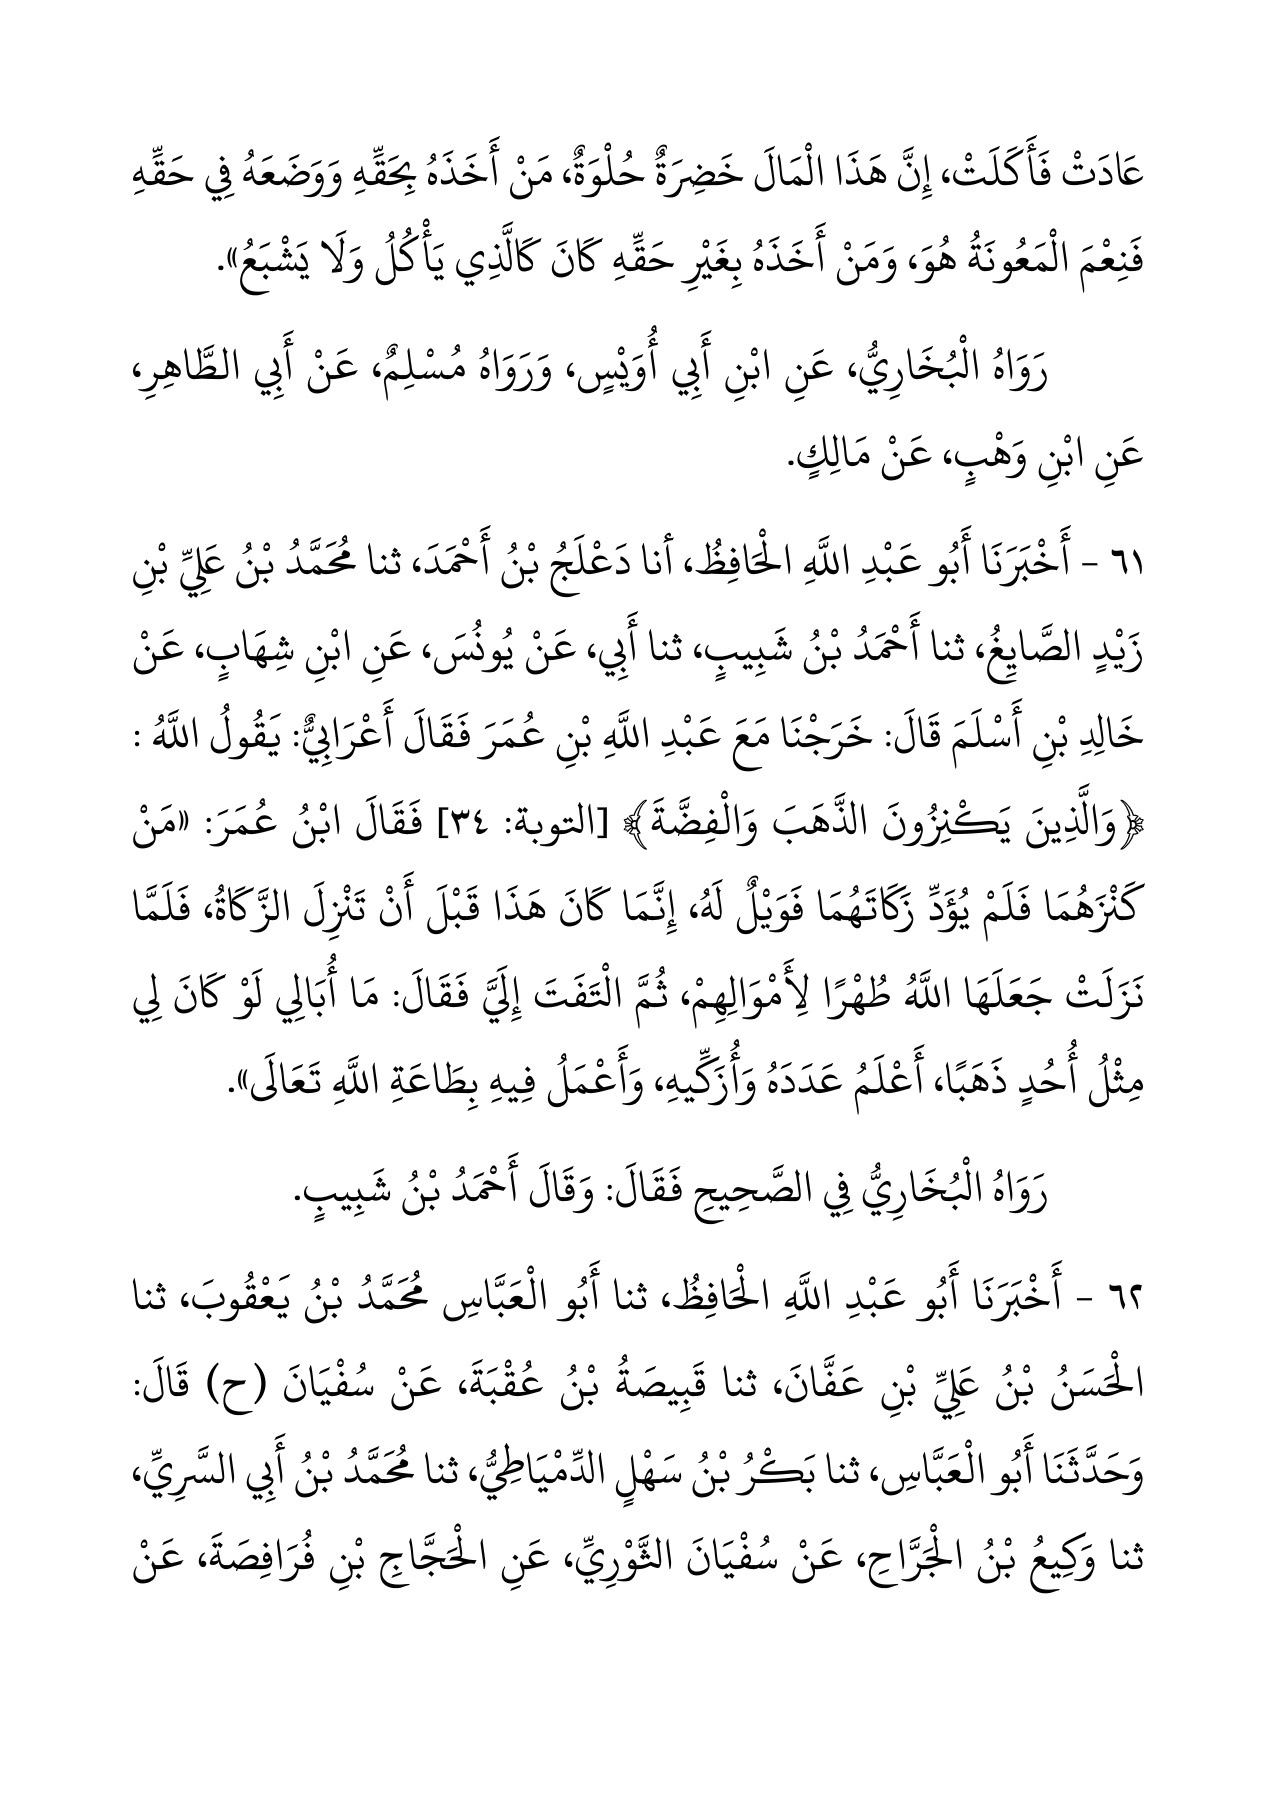 عَادَتْ فَأَكَلَتْ، إِنَّ هَذَا الْمَالَ خَضِرَةٌ حُلْوَةٌ، مَنْ أَخَذَهُ بِحَقِّهِ وَوَضَعَهُ فِي حَقِّهِ
فَنِعْمَ الْمَعُونَةُ هُوَ، وَمَنْ أَخَذَهُ بِغَيْرِ حَقِّهِ كَانَ كَالَّذِي يَأْكُلُ وَلَا يَشْبَعُ».
رَوَاهُ الْبُخَارِيُّ، عَنِ ابْنِ أَبِي أُوَيْسٍ، وَرَوَاهُ مُسْلِمٌ، عَنْ أَبِي الطَّاهِرِ،
عَنِ ابْنِ وَهْبٍ، عَنْ مَالِكٍ.
٦١ - أَخْبَرَنَا أَبُو عَبْدِ اللَّهِ الْحَافِظُ، أنا دَعْلَجُ بْنُ أَحْمَدَ، ثنا مُحَمَّدُ بْنُ عَلِيِّ بْنِ
زَيْدٍ الصَّايِغُ، ثنا أَحْمَدُ بْنُ شَبِيبٍ، ثنا أَبِي، عَنْ يُونُسَ، عَنِ ابْنِ شِهَابٍ، عَنْ
خَالِدِ بْنِ أَسْلَمَ قَالَ: خَرَجْنَا مَعَ عَبْدِ اللَّهِ بْنِ عُمَرَ فَقَالَ أَعْرَابِيٌّ: يَقُولُ اللَّهُ :
﴿وَالَّذِينَ يَكْنِزُونَ الذَّهَبَ وَالْفِضَّةَ﴾ [التوبة: ٣٤] فَقَالَ ابْنُ عُمَرَ: «مَنْ
كَنْزَهُمَا فَلَمْ يُؤَدِّ زَكَاتَهُمَا فَوَيْلٌ لَهُ، إِنَّمَا كَانَ هَذَا قَبْلَ أَنْ تَنْزِلَ الزَّكَاةُ، فَلَمَّا
نَزَلَتْ جَعَلَهَا اللَّهُ طُهْرًا لِأَمْوَالِهِمْ، ثُمَّ الْتَفَتَ إِلَيَّ فَقَالَ: مَا أُبَالِي لَوْ كَانَ لِي
مِثْلُ أُحُدٍ ذَهَبًا، أَعْلَمُ عَدَدَهُ وَأُزَكِّيهِ، وَأَعْمَلُ فِيهِ بِطَاعَةِ اللَّهِ تَعَالَى».
رَوَاهُ الْبُخَارِيُّ فِي الصَّحِيحِ فَقَالَ: وَقَالَ أَحْمَدُ بْنُ شَبِيبٍ.
٦٢ - أَخْبَرَنَا أَبُو عَبْدِ اللَّهِ الْحَافِظُ، ثنا أَبُو الْعَبَّاسِ مُحَمَّدُ بْنُ يَعْقُوبَ، ثنا
الْحَسَنُ بْنُ عَلِيِّ بْنِ عَفَّانَ، ثنا قَبِيصَةُ بْنُ عُقْبَةَ، عَنْ سُفْيَانَ (ح) قَالَ:
وَحَدَّثَنَا أَبُو الْعَبَّاسِ، ثنا بَكْرُ بْنُ سَهْلٍ الدِّمْيَاطِيُّ، ثنا مُحَمَّدُ بْنُ أَبِي السَّرِيِّ،
ثنا وَكِيعُ بْنُ الْجَرَّاحِ، عَنْ سُفْيَانَ الثَّوْرِيِّ، عَنِ الْحَجَّاجِ بْنِ فُرَافِصَةَ، عَنْ